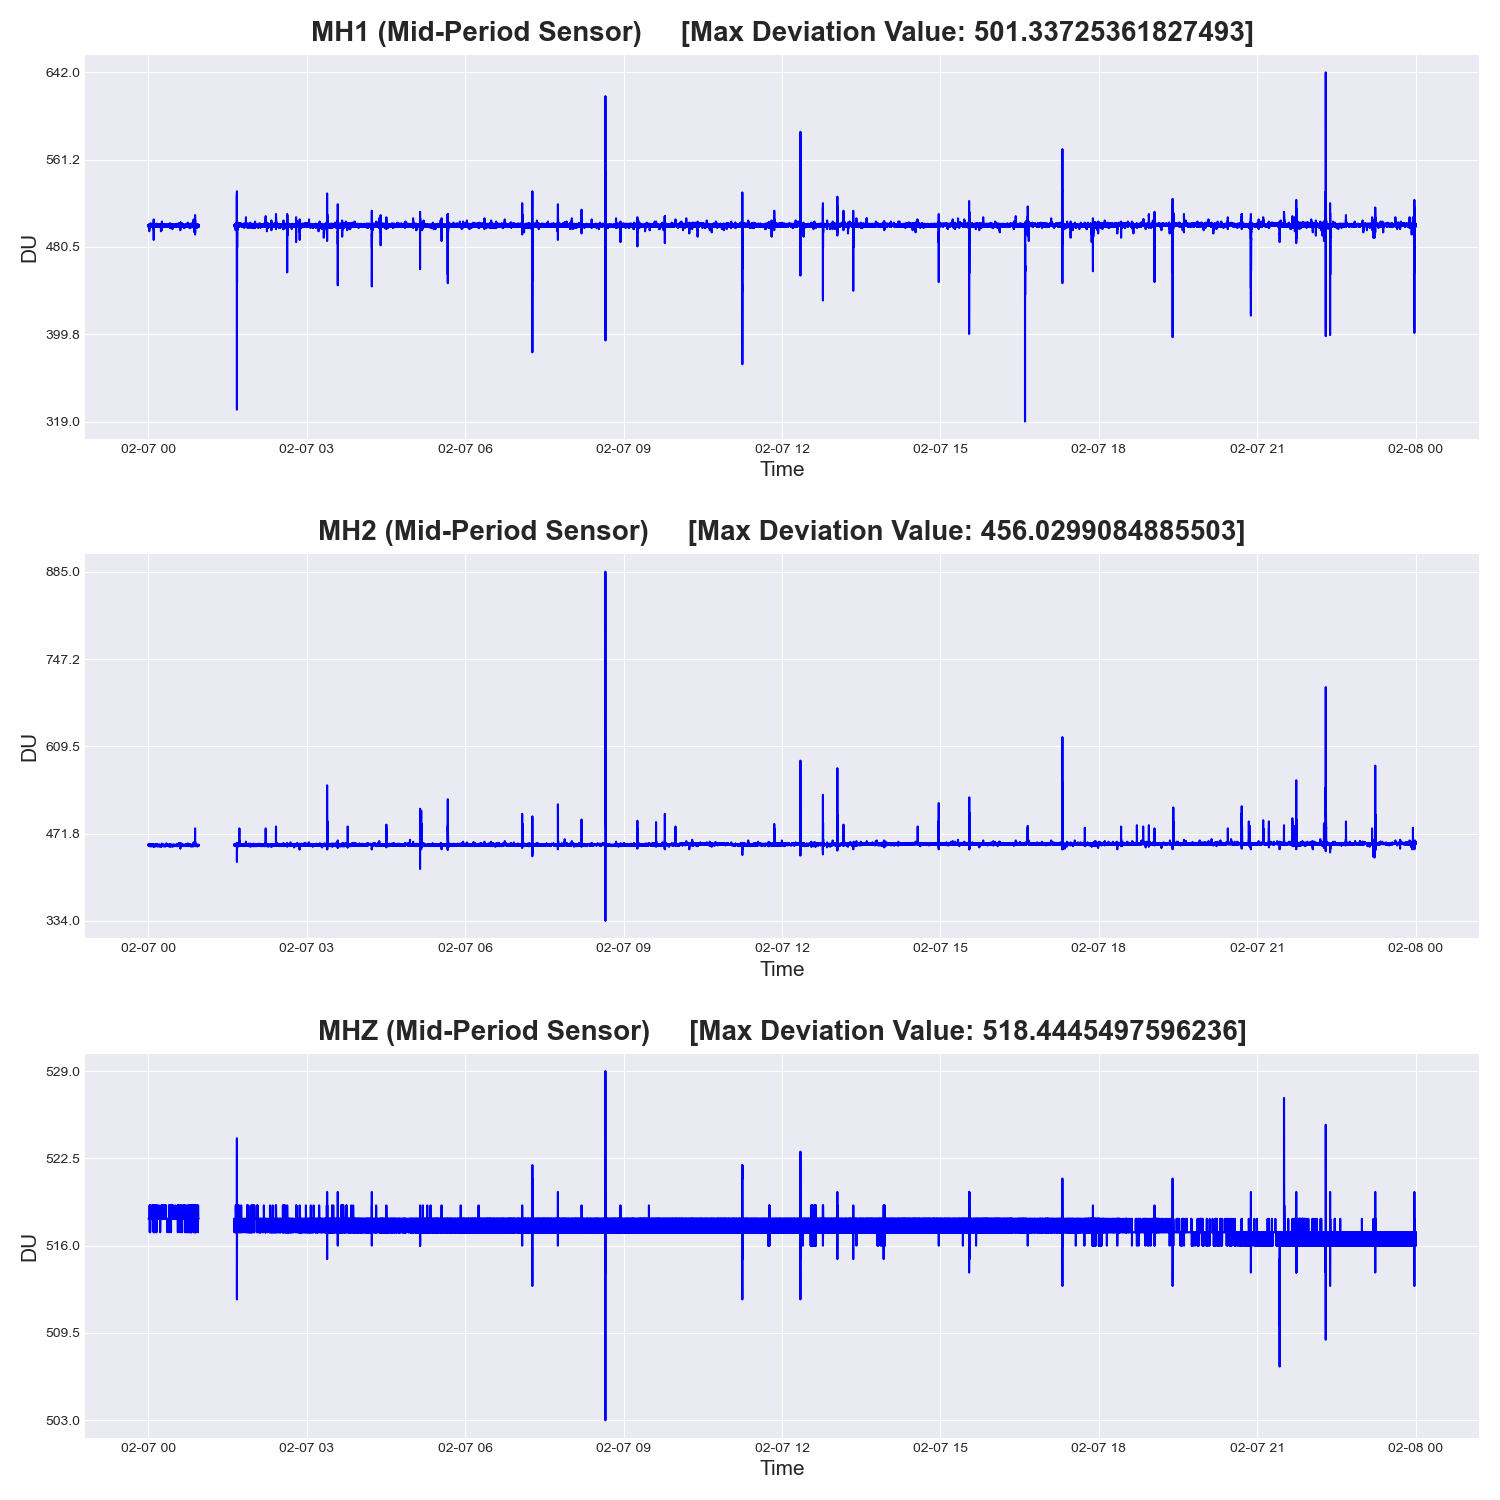 MH1 (Mid-Period Sensor) [Max Deviation Value: 501.33725361827493]
642.0
561.2
480.5
399.8
319.0
DU
02-07 00 02-07 03 02-07 06 02-07 09 02-07 12 02-07 15 02-07 18 02-07 21 02-08 00
Time
MH2 (Mid-Period Sensor) [Max Deviation Value: 456.0299084885503]
885.0
747.2
609.5
471.8
334.0
DU
02-07 00 02-07 03 02-07 06 02-07 09 02-07 12 02-07 15 02-07 18 02-07 21 02-08 00
Time
MHZ (Mid-Period Sensor) [Max Deviation Value: 518.4445497596236]
529.0
522.5
516.0
509.5
503.0
DU
02-07 00 02-07 03 02-07 06 02-07 09 02-07 12 02-07 15 02-07 18 02-07 21 02-08 00
Time